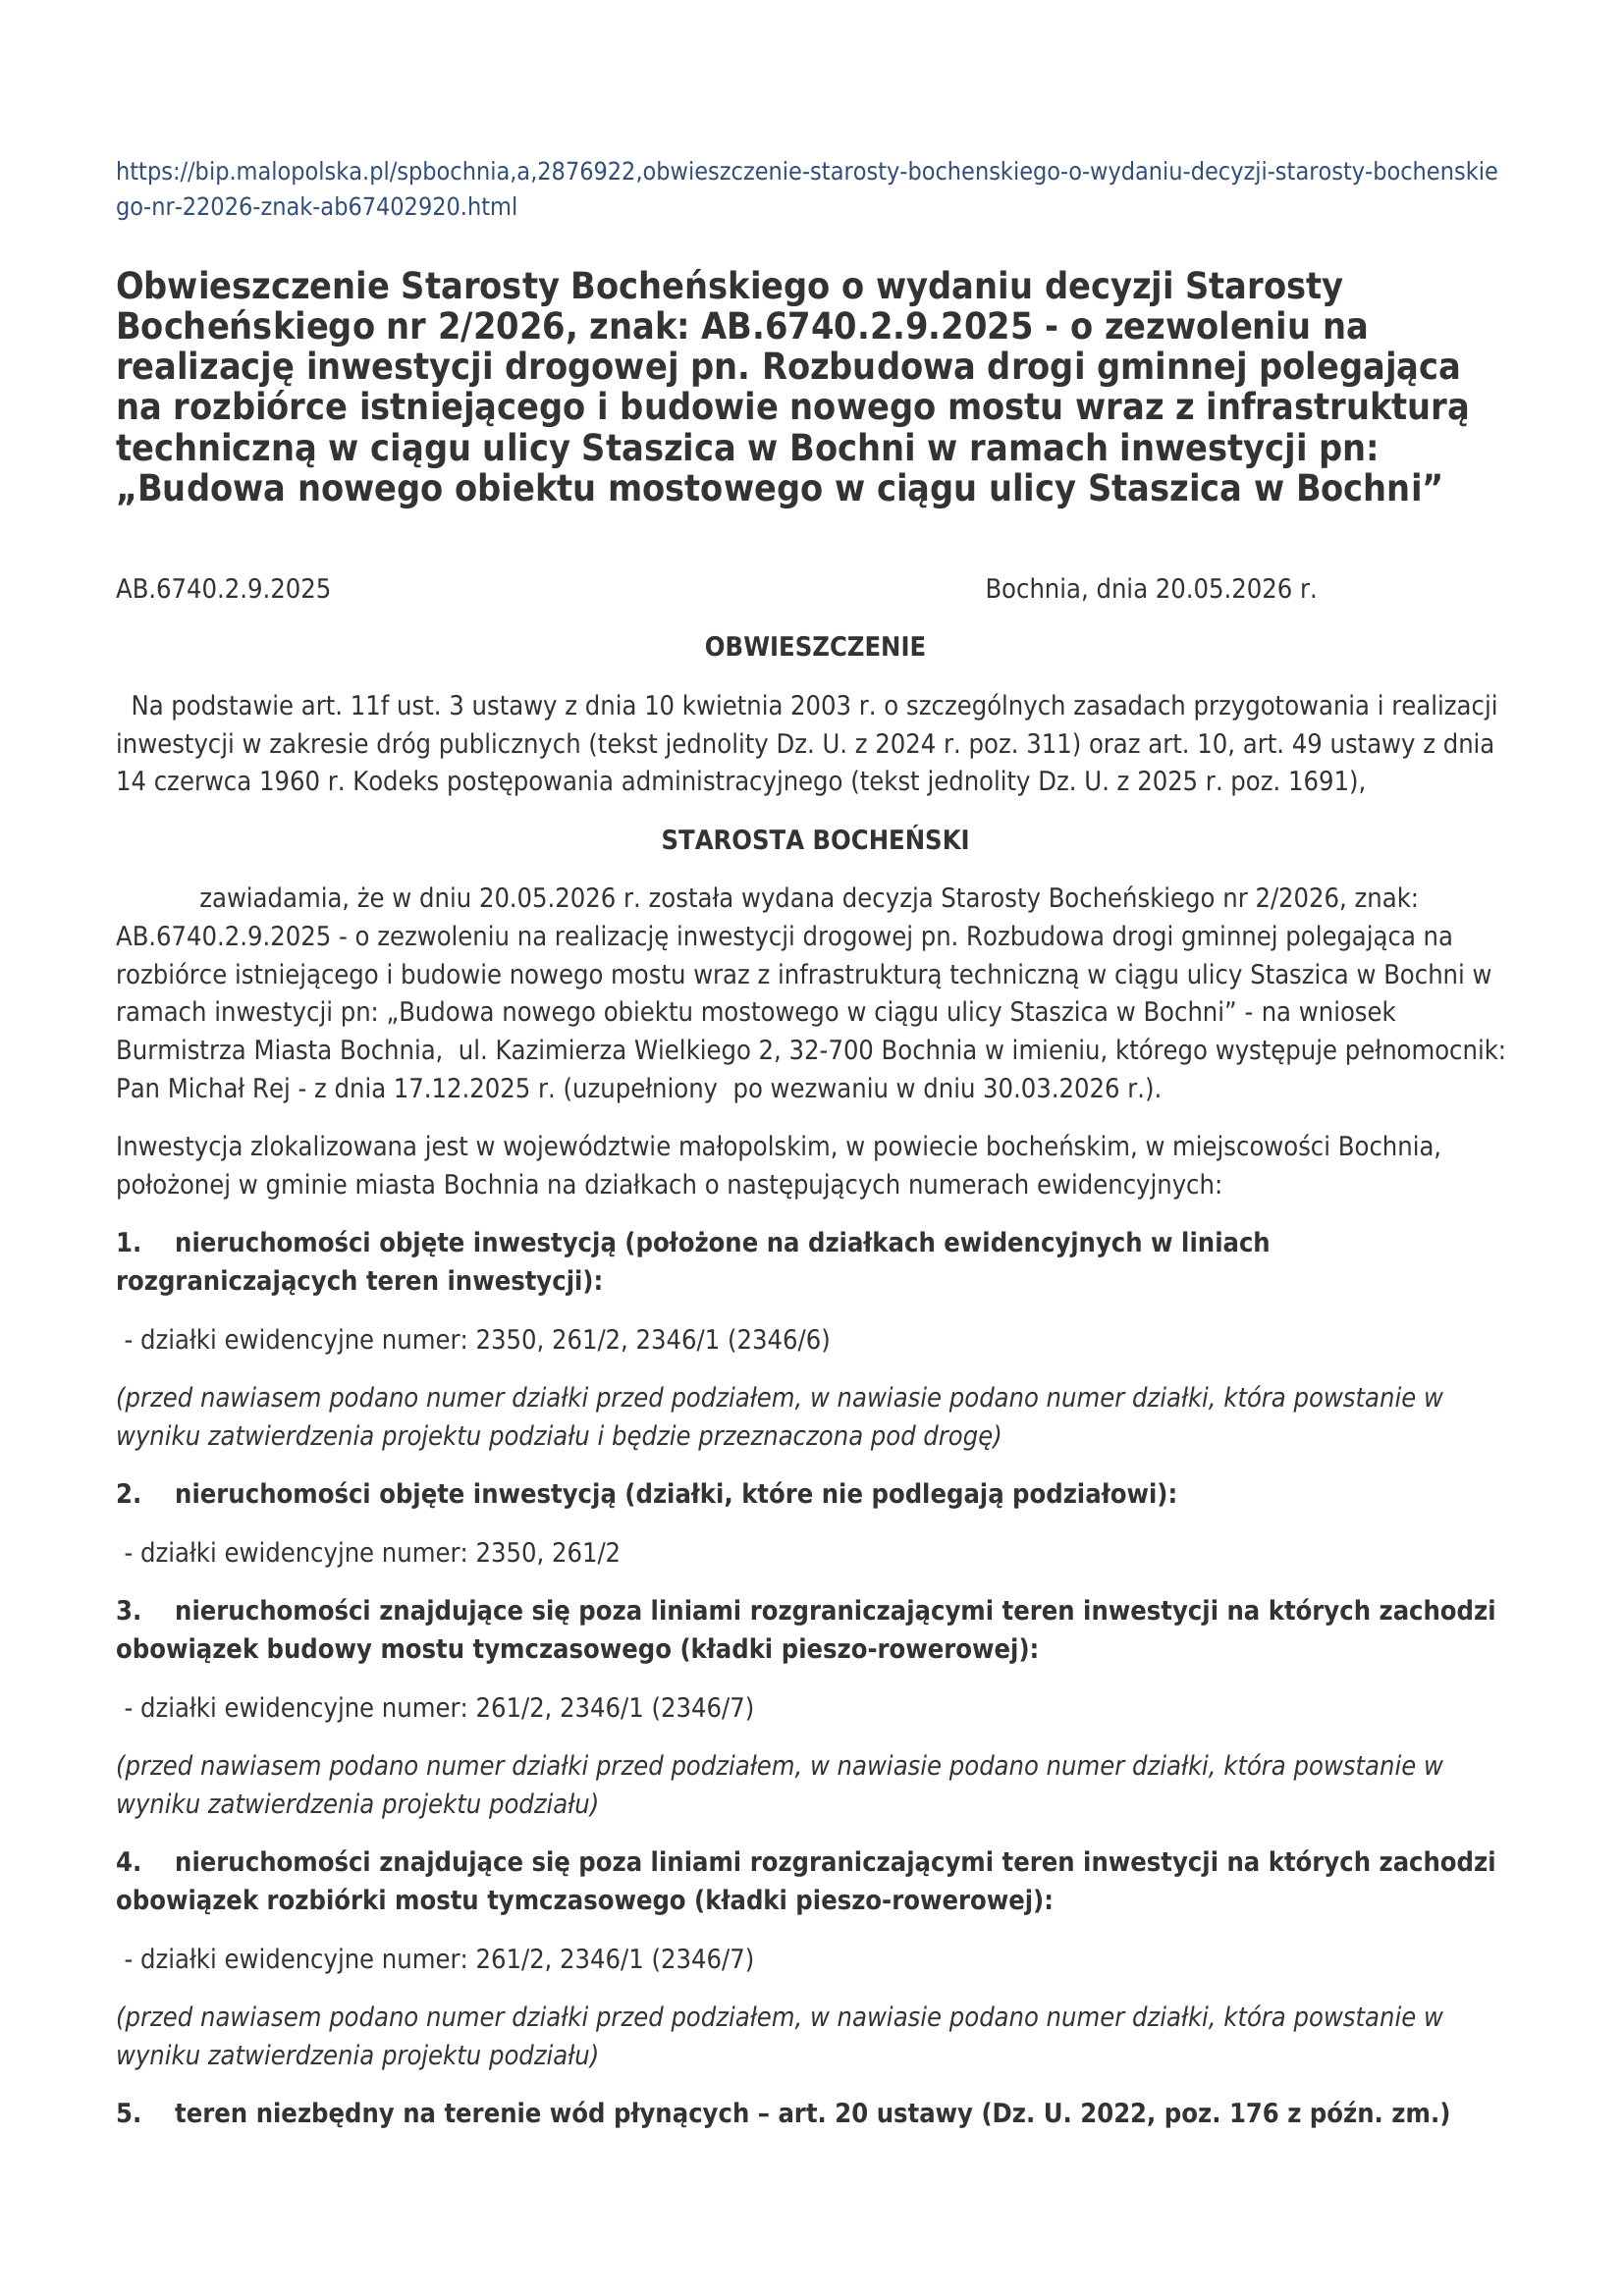 https://bip.malopolska.pl/spbochnia,a,2876922,obwieszczenie-starosty-bochenskiego-o-wydaniu-decyzji-starosty-bochenskie
go-nr-22026-znak-ab67402920.html
Obwieszczenie Starosty Bocheńskiego o wydaniu decyzji Starosty
Bocheńskiego nr 2/2026, znak: AB.6740.2.9.2025 - o zezwoleniu na
realizację inwestycji drogowej pn. Rozbudowa drogi gminnej polegająca
na rozbiórce istniejącego i budowie nowego mostu wraz z infrastrukturą
techniczną w ciągu ulicy Staszica w Bochni w ramach inwestycji pn:
„Budowa nowego obiektu mostowego w ciągu ulicy Staszica w Bochni”
AB.6740.2.9.2025 Bochnia, dnia 20.05.2026 r.
OBWIESZCZENIE
Na podstawie art. 11f ust. 3 ustawy z dnia 10 kwietnia 2003 r. o szczególnych zasadach przygotowania i realizacji
inwestycji w zakresie dróg publicznych (tekst jednolity Dz. U. z 2024 r. poz. 311) oraz art. 10, art. 49 ustawy z dnia
14 czerwca 1960 r. Kodeks postępowania administracyjnego (tekst jednolity Dz. U. z 2025 r. poz. 1691),
STAROSTA BOCHEŃSKI
zawiadamia, że w dniu 20.05.2026 r. została wydana decyzja Starosty Bocheńskiego nr 2/2026, znak:
AB.6740.2.9.2025 - o zezwoleniu na realizację inwestycji drogowej pn. Rozbudowa drogi gminnej polegająca na
rozbiórce istniejącego i budowie nowego mostu wraz z infrastrukturą techniczną w ciągu ulicy Staszica w Bochni w
ramach inwestycji pn: „Budowa nowego obiektu mostowego w ciągu ulicy Staszica w Bochni” - na wniosek
Burmistrza Miasta Bochnia,  ul. Kazimierza Wielkiego 2, 32-700 Bochnia w imieniu, którego występuje pełnomocnik:
Pan Michał Rej - z dnia 17.12.2025 r. (uzupełniony  po wezwaniu w dniu 30.03.2026 r.).
Inwestycja zlokalizowana jest w województwie małopolskim, w powiecie bocheńskim, w miejscowości Bochnia,
położonej w gminie miasta Bochnia na działkach o następujących numerach ewidencyjnych:
1. nieruchomości objęte inwestycją (położone na działkach ewidencyjnych w liniach
rozgraniczających teren inwestycji):
- działki ewidencyjne numer: 2350, 261/2, 2346/1 (2346/6)
(przed nawiasem podano numer działki przed podziałem, w nawiasie podano numer działki, która powstanie w
wyniku zatwierdzenia projektu podziału i będzie przeznaczona pod drogę)
2. nieruchomości objęte inwestycją (działki, które nie podlegają podziałowi):
- działki ewidencyjne numer: 2350, 261/2
3. nieruchomości znajdujące się poza liniami rozgraniczającymi teren inwestycji na których zachodzi
obowiązek budowy mostu tymczasowego (kładki pieszo-rowerowej):
- działki ewidencyjne numer: 261/2, 2346/1 (2346/7)
(przed nawiasem podano numer działki przed podziałem, w nawiasie podano numer działki, która powstanie w
wyniku zatwierdzenia projektu podziału)
4. nieruchomości znajdujące się poza liniami rozgraniczającymi teren inwestycji na których zachodzi
obowiązek rozbiórki mostu tymczasowego (kładki pieszo-rowerowej):
- działki ewidencyjne numer: 261/2, 2346/1 (2346/7)
(przed nawiasem podano numer działki przed podziałem, w nawiasie podano numer działki, która powstanie w
wyniku zatwierdzenia projektu podziału)
5. teren niezbędny na terenie wód płynących – art. 20 ustawy (Dz. U. 2022, poz. 176 z późn. zm.)